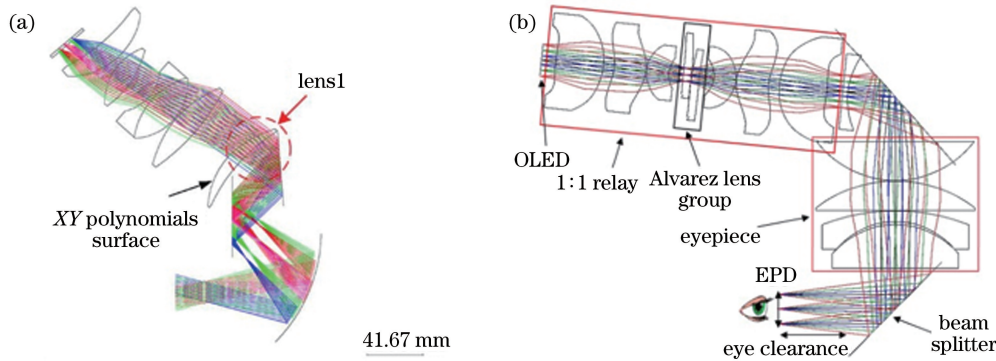 (a)
lens1
XY polynomials
surface
41.67 mm
(b)
OLED
1∶1 relay
Alvarez lens
group
eyepiece
EPD
eye clearance
beam
splitter